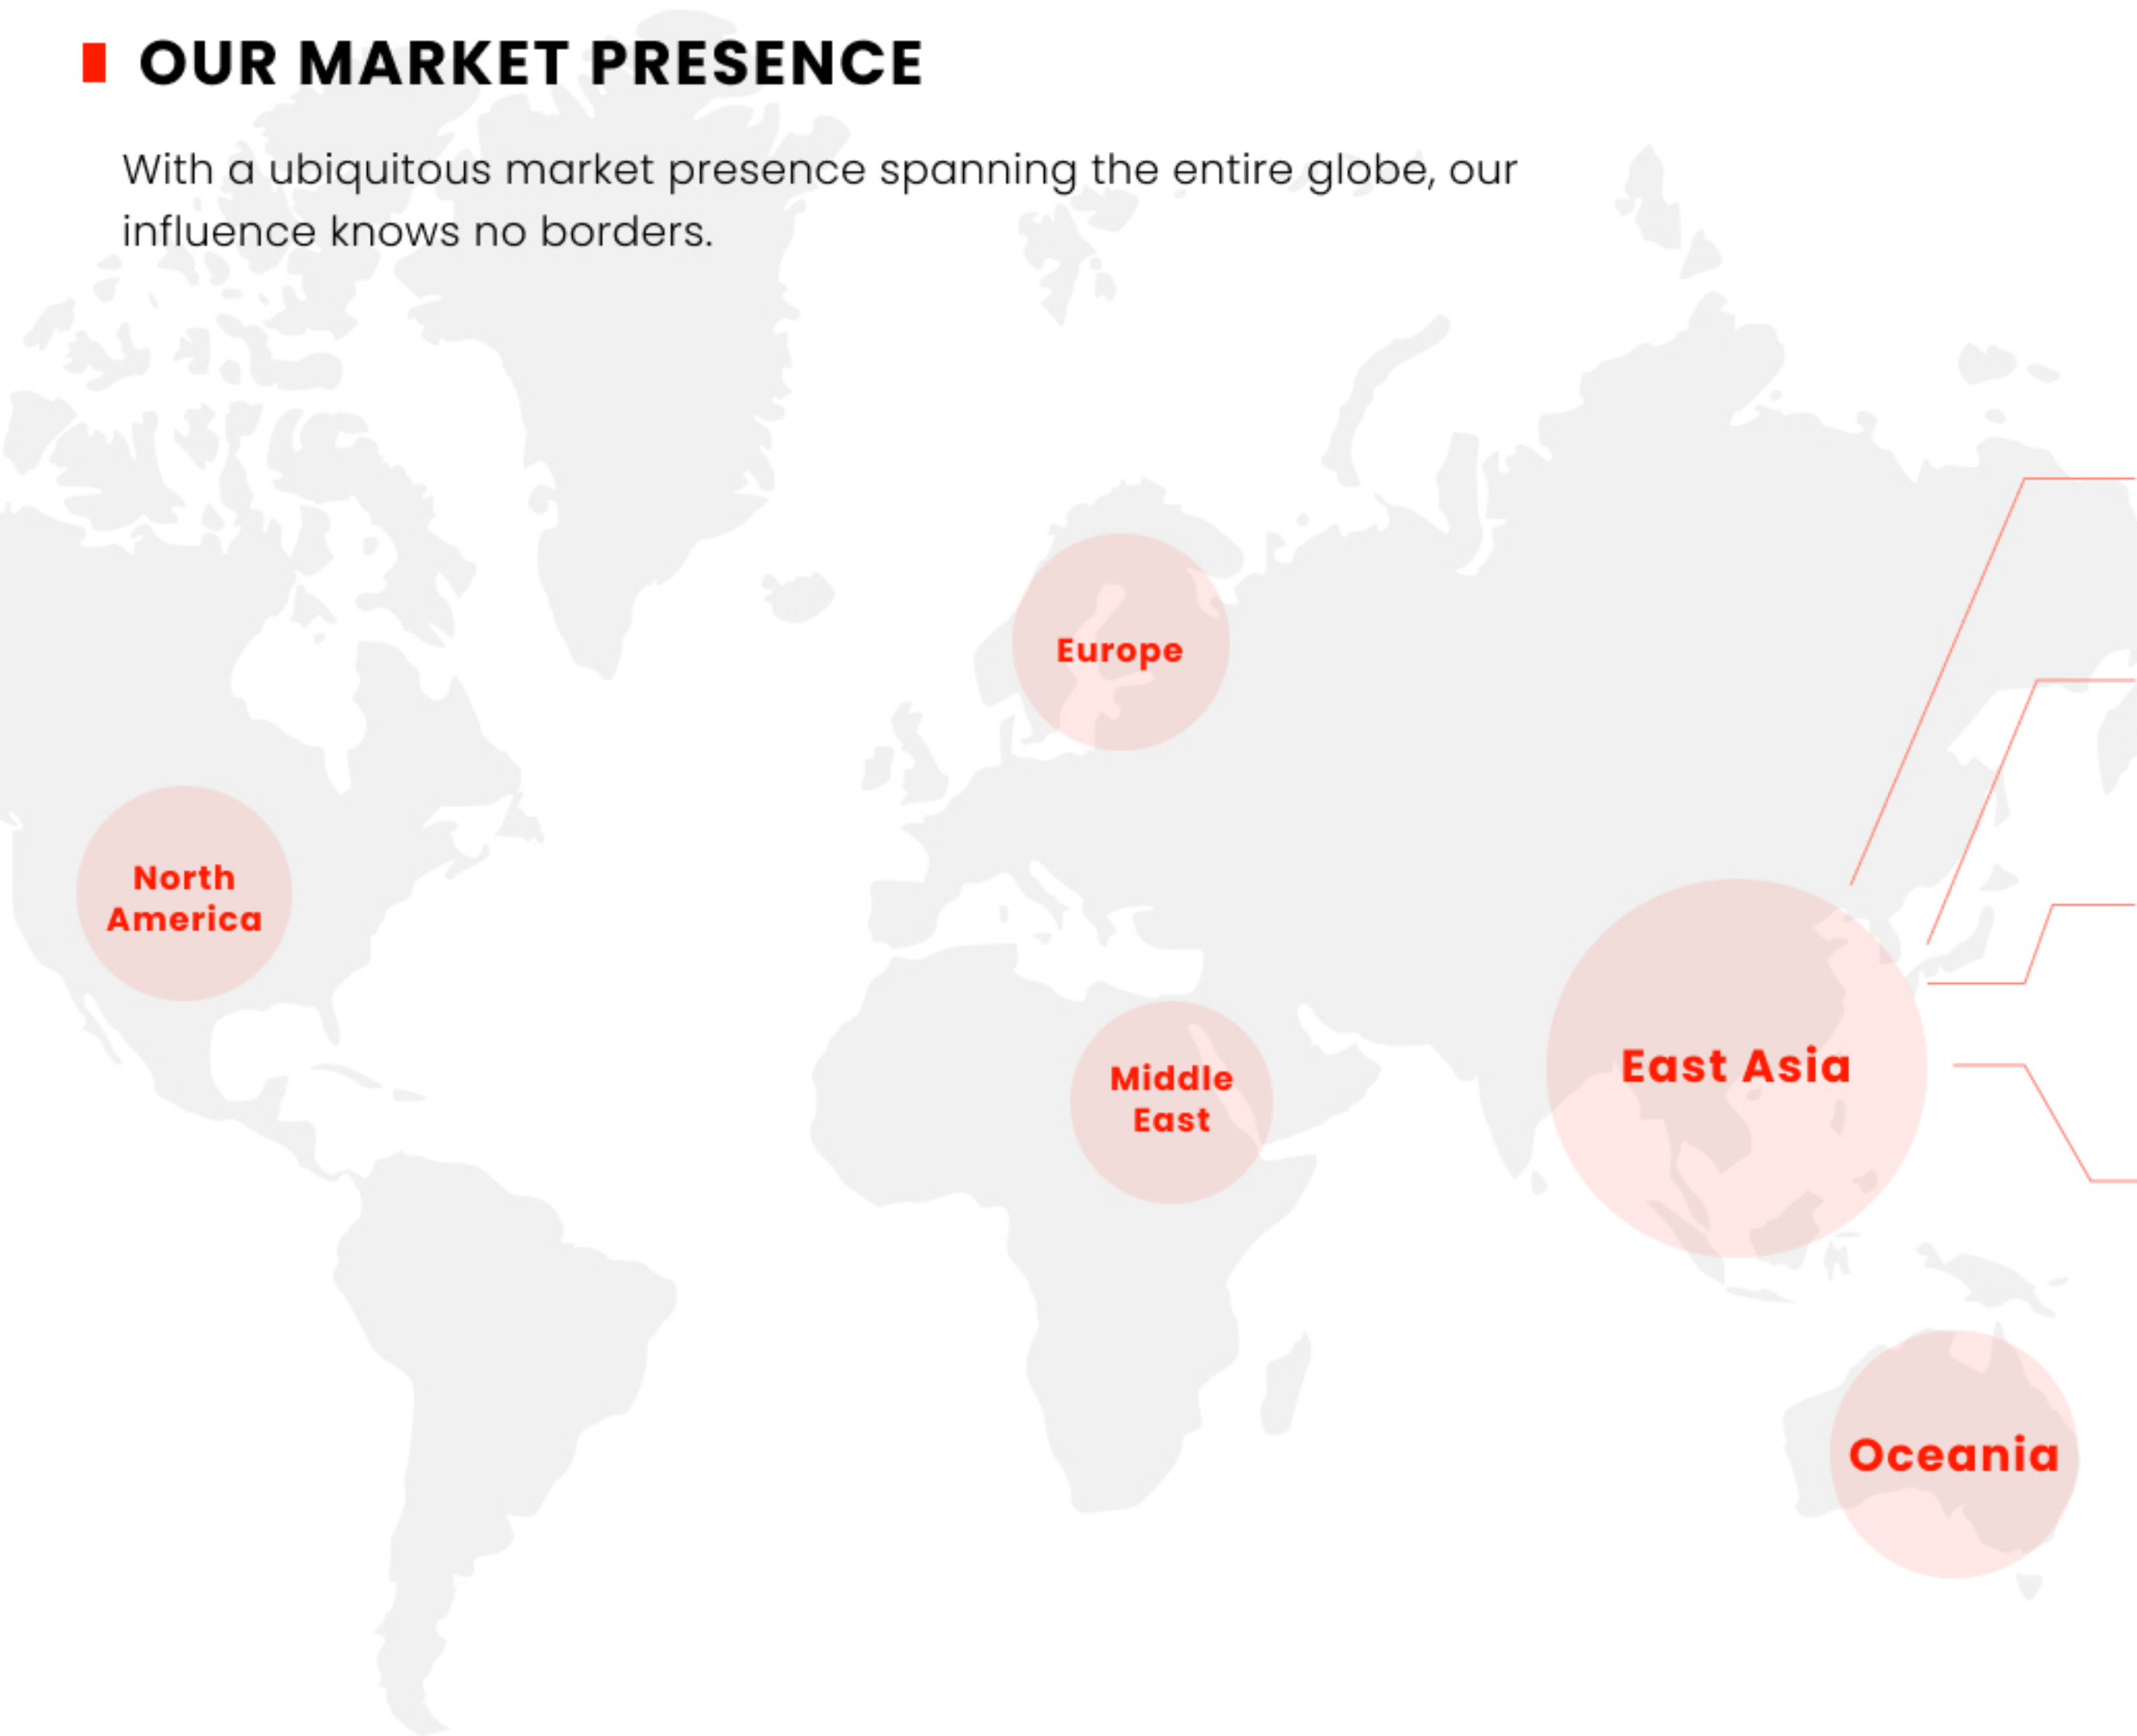 OUR MARKET PRESENCE
With a ubiquitous market presence spanning the entire globe, our
influence knows no borders.
Europe
North
America
Middle
East
East Asia
Oceania